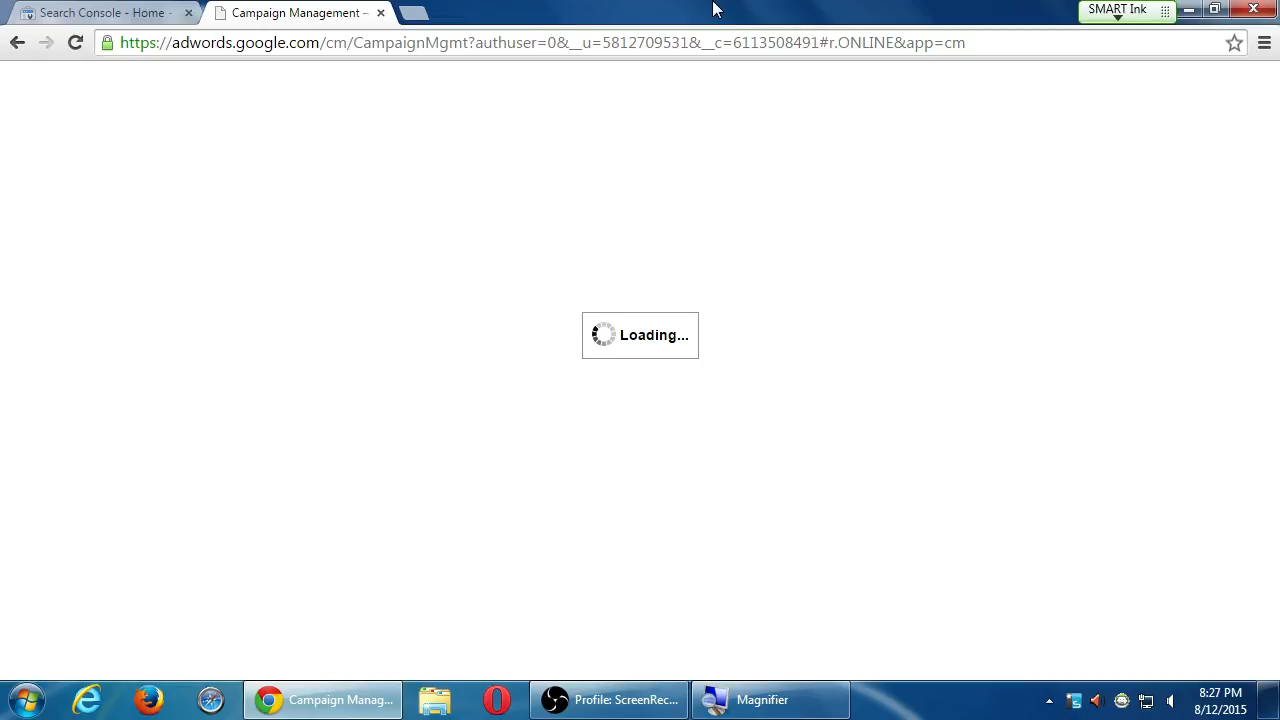 Search Console - Home -
Campaign Management –
SMART Ink
https://adwords.google.com/cm/CampaignMgmt?authuser=0&__u=5812709531&__c=6113508491#r.ONLINE&app=cm
Loading...
Campaign Manag...
Profile: ScreenRec...
Magnifier
8:27 PM
8/12/2015